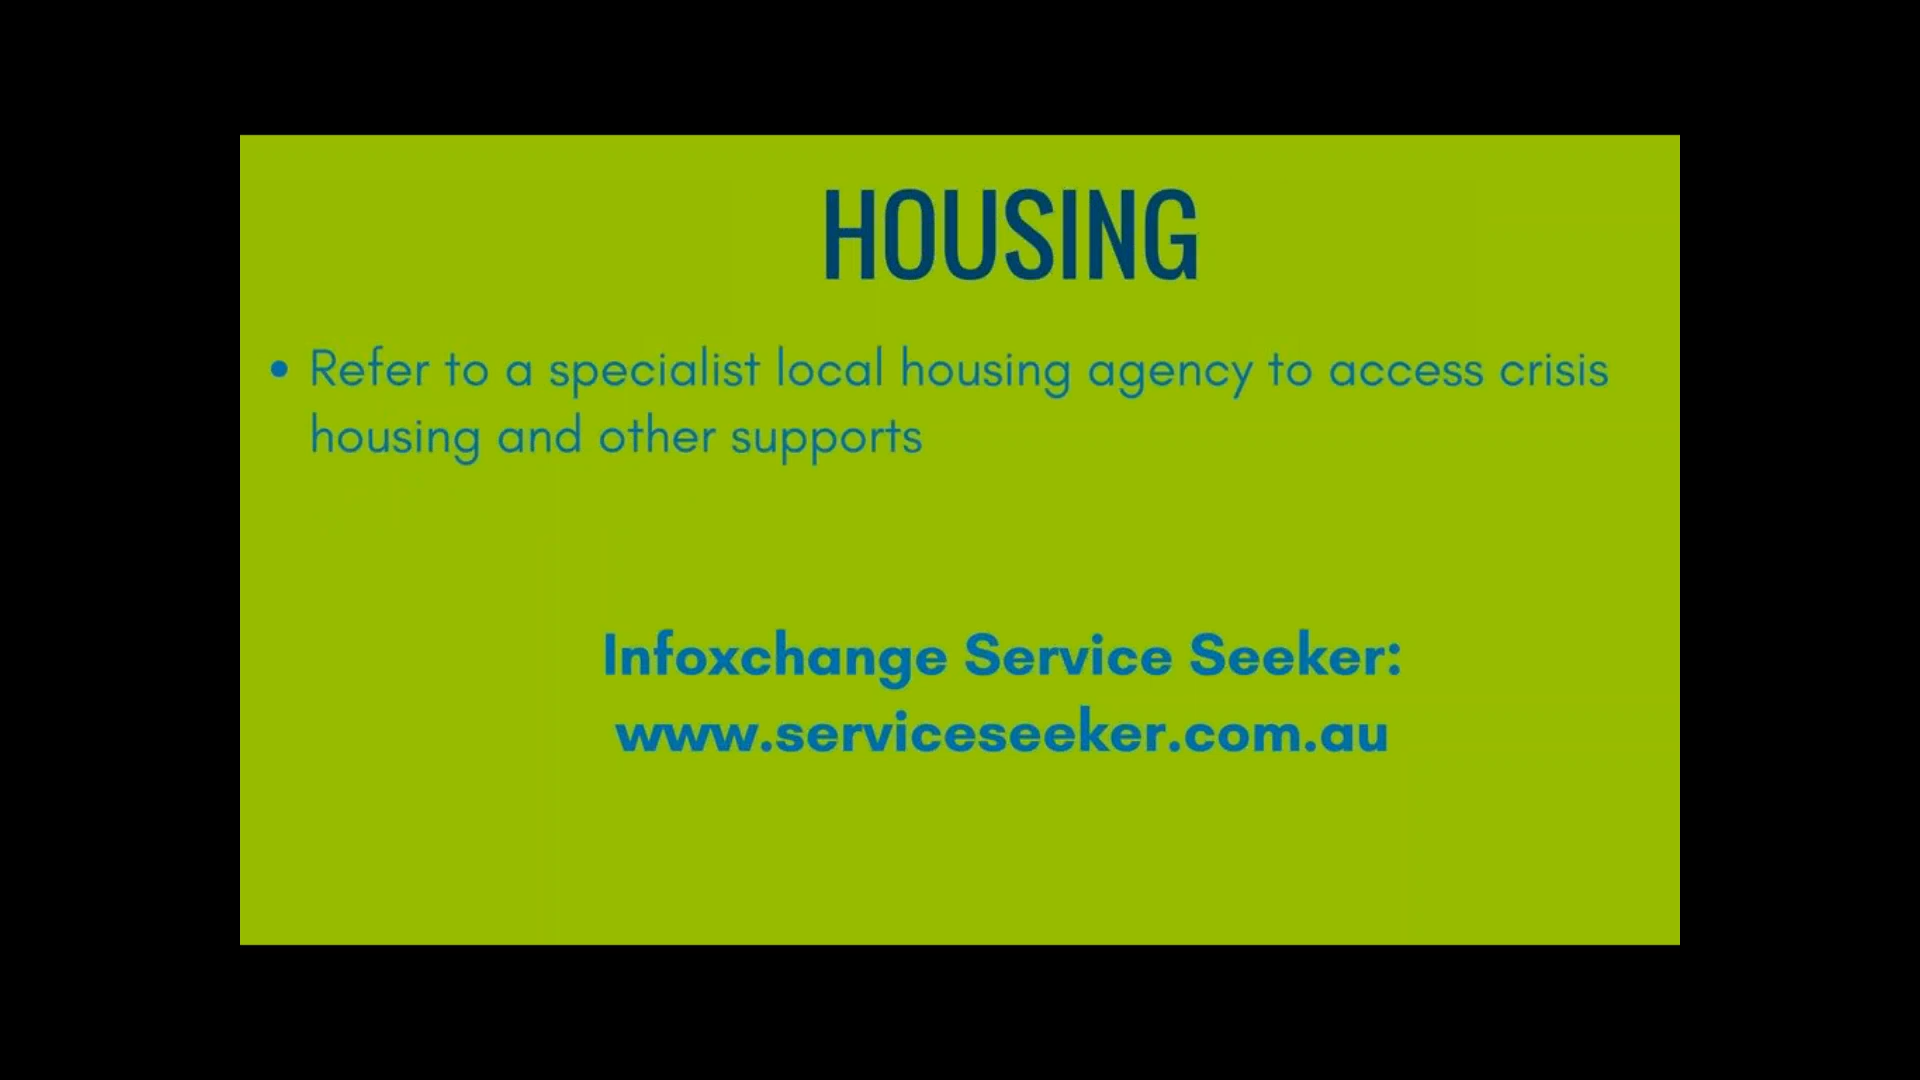 HOUSING
• Refer to a specialist local housing agency to access crisis
housing and other supports
Infoxchange Service Seeker:
www.serviceseeker.com.au